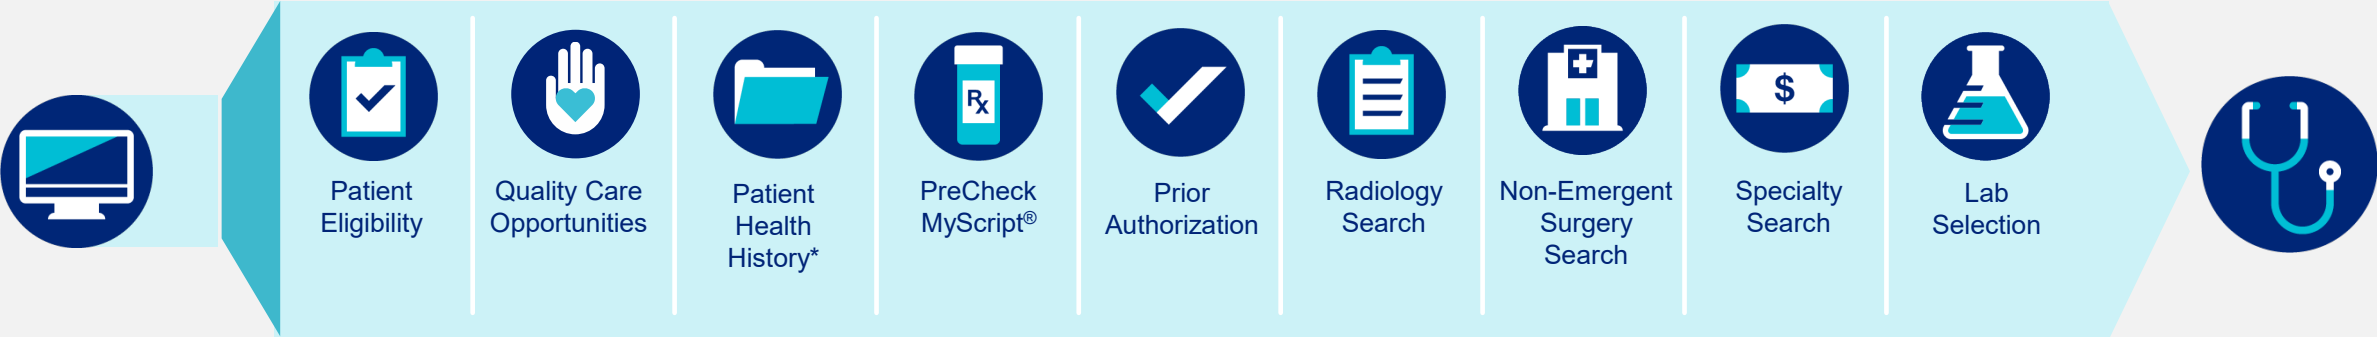 Patient
Eligibility
Quality Care
Opportunities
Patient
Health
History*
Rx
PreCheck
MyScript®
Prior
Authorization
Radiology
Search
Non-Emergent
Surgery
Search
$
Specialty
Search
Lab
Selection